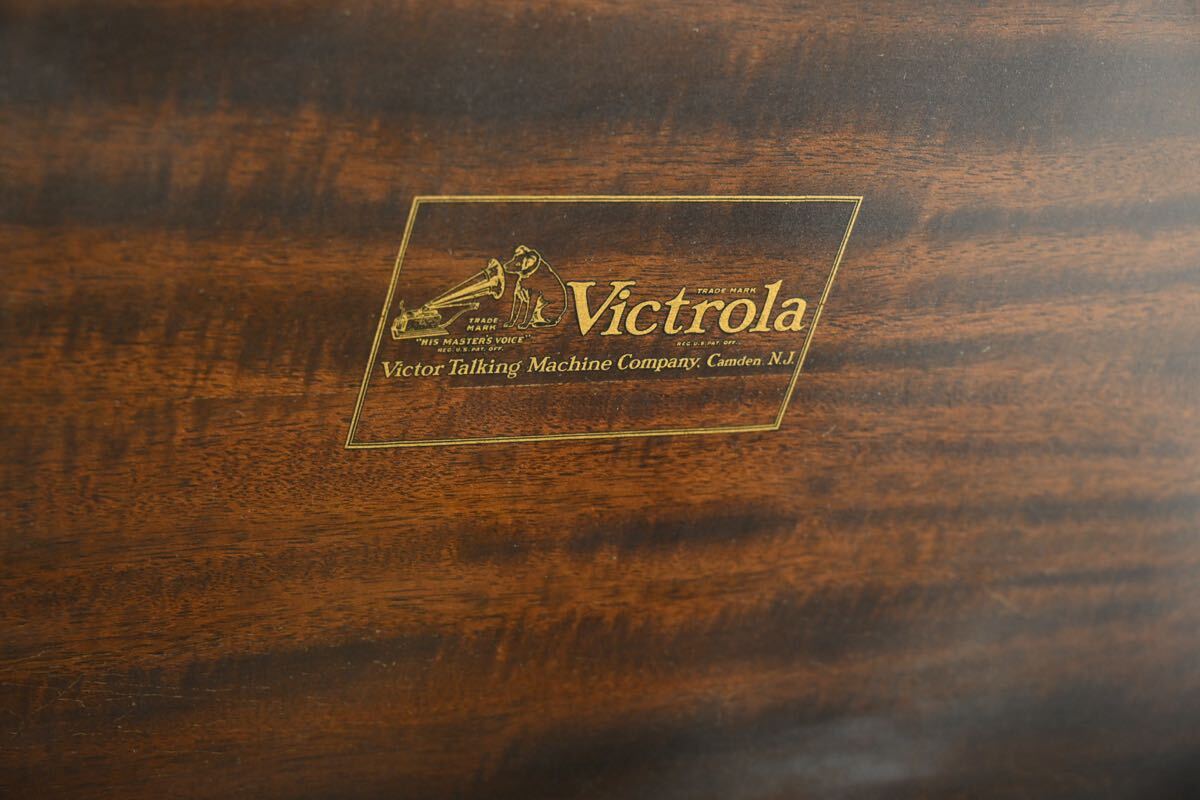 TRADE MARK
Victrola
REG. U.S. PAT. OFF.
TRADE
MARK
"HIS MASTER'S VOICE"
REG. U.S. PAT. OFF.
Victor Talking Machine Company, Camden. N.J.